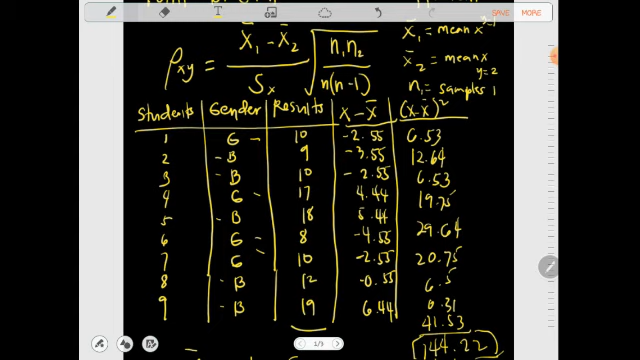 SAVE MORE
x̄₁ - x̄₂
n₁n₂
x̄₁ = mean x y=1
ρxy =
Sx
n(n-1)
x̄₂ = mean x y=2
n₁ = samples 1
Students Gender Results x - x̄ (x-x̄)²
1 G - 10 -2.55 6.53
2 - B 9 -3.55 12.64
3 - B 10 -2.55 6.53
4 G - 17 4.44 19.75
5 - B 18 5.44 29.64
6 G - 8 -4.55 20.75
7 G - 10 -2.55 6.5
8 - B 12 -0.55 0.31
9 - B 19 6.44 41.53
144.22
1/3